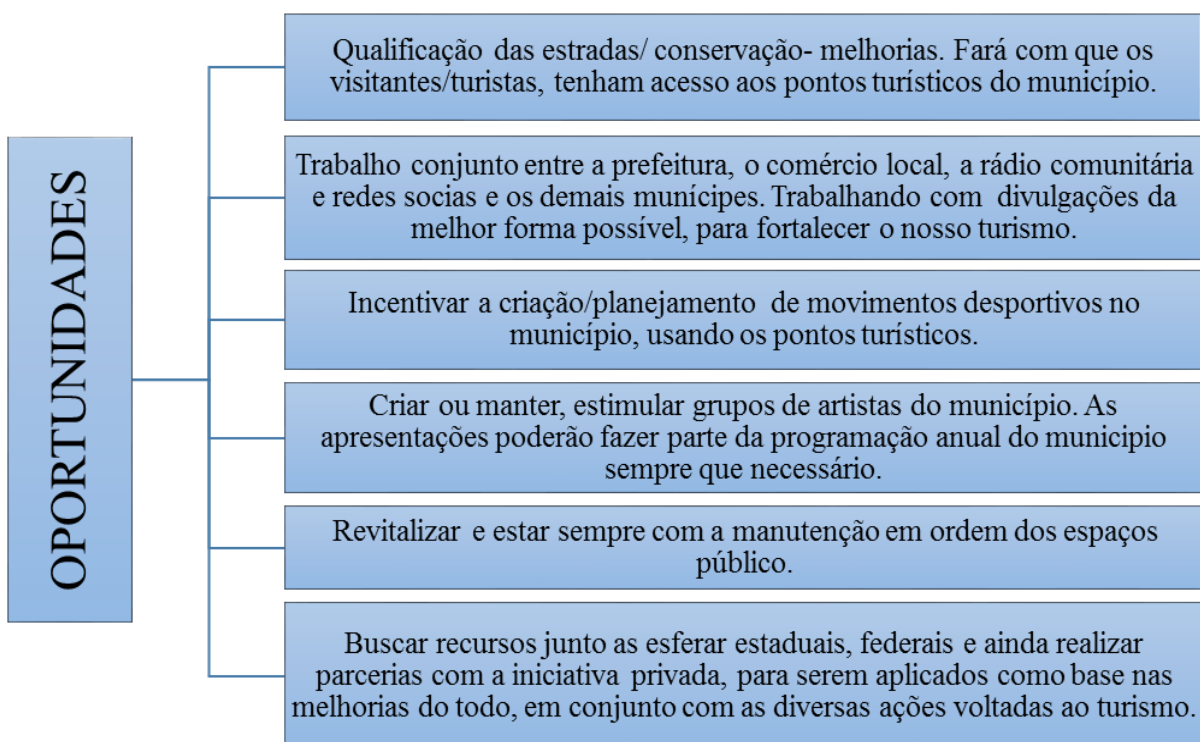 OPORTUNIDADES
Qualificação das estradas/ conservação- melhorias. Fará com que os
visitantes/turistas, tenham acesso aos pontos turísticos do município.
Trabalho conjunto entre a prefeitura, o comércio local, a rádio comunitária
e redes socias e os demais munícipes. Trabalhando com divulgações da
melhor forma possível, para fortalecer o nosso turismo.
Incentivar a criação/planejamento de movimentos desportivos no
município, usando os pontos turísticos.
Criar ou manter, estimular grupos de artistas do município. As
apresentações poderão fazer parte da programação anual do municipio
sempre que necessário.
Revitalizar e estar sempre com a manutenção em ordem dos espaços
público.
Buscar recursos junto as esferar estaduais, federais e ainda realizar
parcerias com a iniciativa privada, para serem aplicados como base nas
melhorias do todo, em conjunto com as diversas ações voltadas ao turismo.